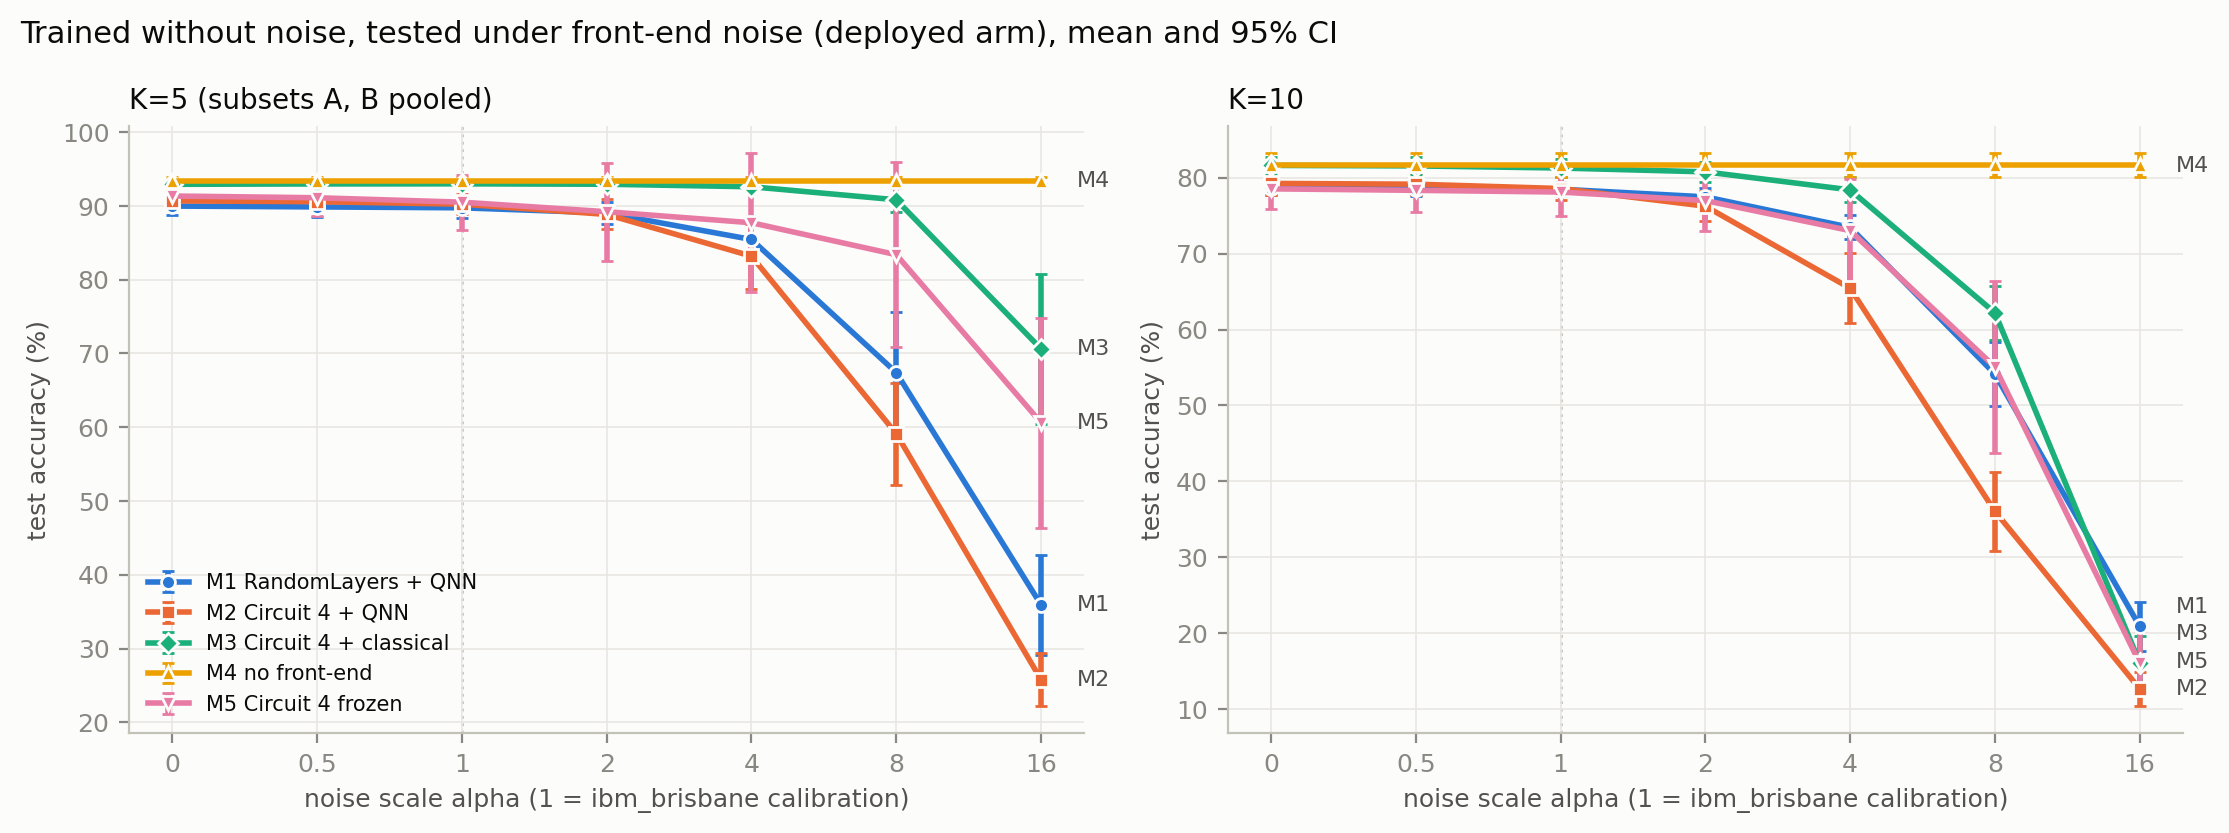 Trained without noise, tested under front-end noise (deployed arm), mean and 95% CI
K=5 (subsets A, B pooled)
test accuracy (%)
100
90
80
70
60
50
40
30
20
M4
M3
M5
M1
M2
M1 RandomLayers + QNN
M2 Circuit 4 + QNN
M3 Circuit 4 + classical
M4 no front-end
M5 Circuit 4 frozen
0 0.5 1 2 4 8 16
noise scale alpha (1 = ibm_brisbane calibration)
K=10
test accuracy (%)
80
70
60
50
40
30
20
10
M4
M1
M3
M5
M2
0 0.5 1 2 4 8 16
noise scale alpha (1 = ibm_brisbane calibration)